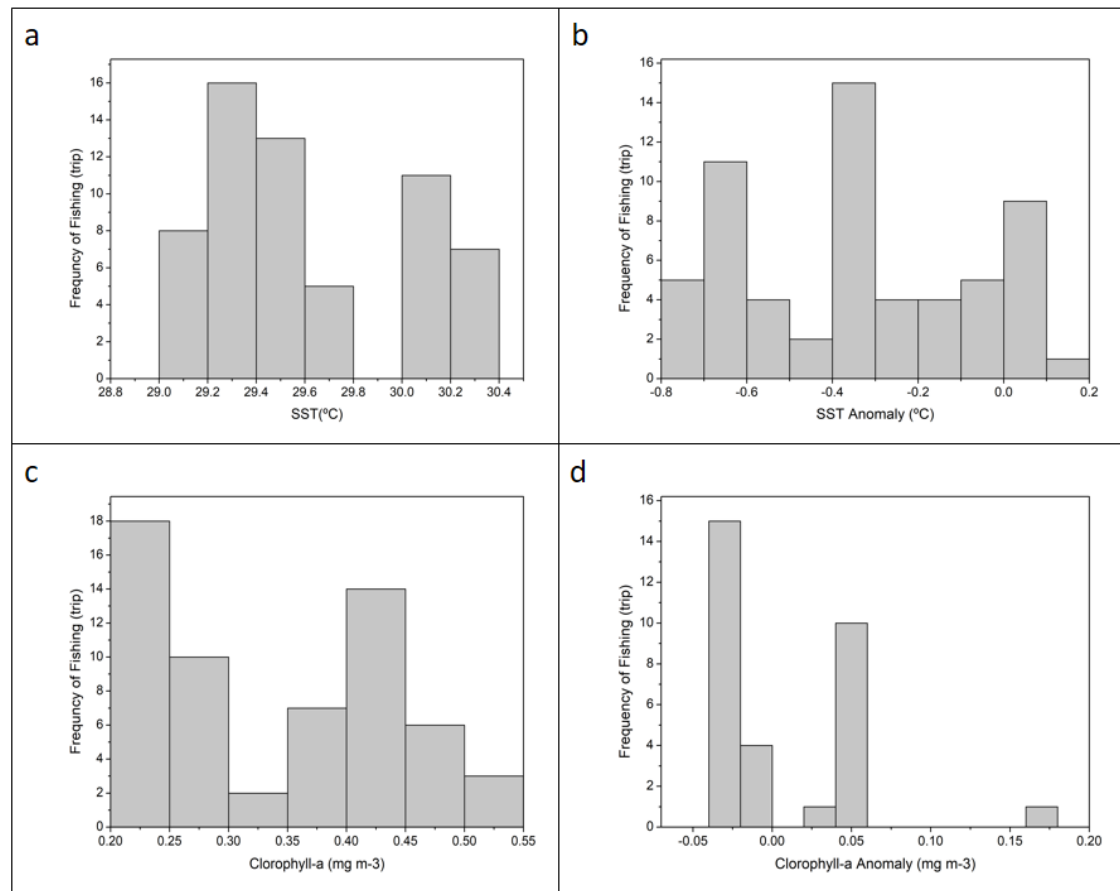 a
16
14
12
10
8
6
4
2
0
Frequncy of Fishing (trip)
28.8 29.0 29.2 29.4 29.6 29.8 30.0 30.2 30.4
SST(ºC)
b
16
14
12
10
8
6
4
2
0
Frequency of Fishing (trip)
-0.8 -0.6 -0.4 -0.2 0.0 0.2
SST Anomaly (ºC)
c
18
16
14
12
10
8
6
4
2
0
Frequncy of Fishing (trip)
0.20 0.25 0.30 0.35 0.40 0.45 0.50 0.55
Clorophyll-a (mg m-3)
d
16
14
12
10
8
6
4
2
0
Frequency of Fishing (trip)
-0.05 0.00 0.05 0.10 0.15 0.20
Clorophyll-a Anomaly (mg m-3)